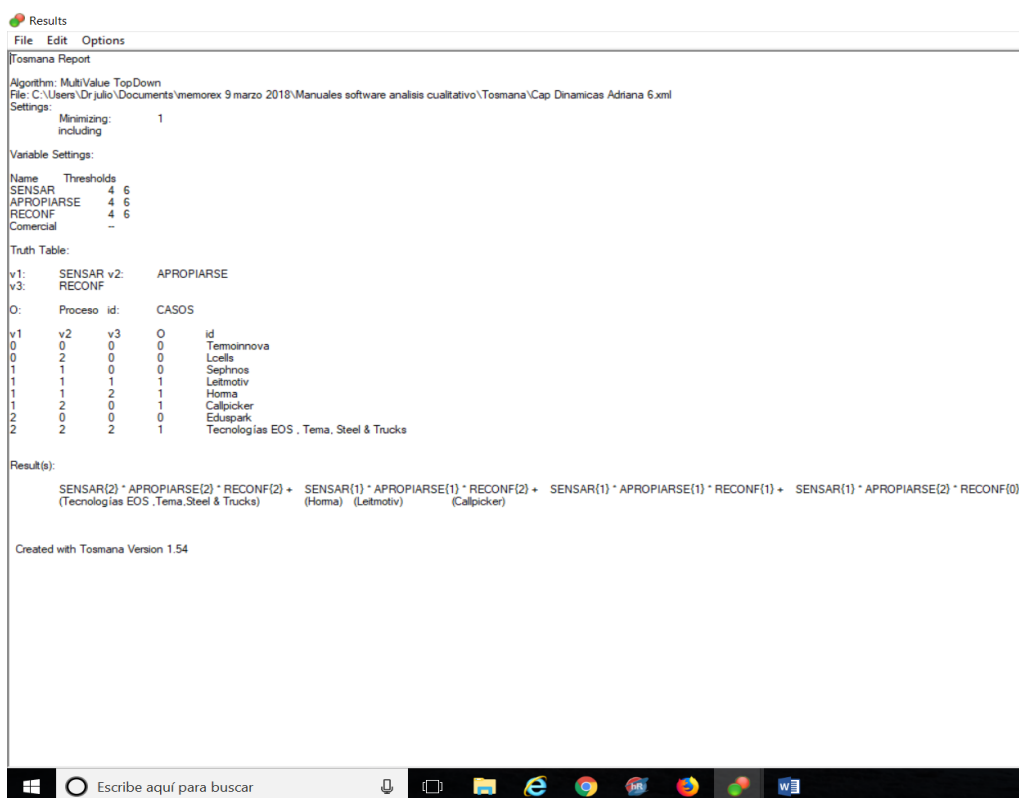 Results
File Edit Options
Tosmana Report
Algorithm: MultiValue TopDown
File: C:\Users\Dr julio\Documents\memorex 9 marzo 2018\Manuales software analisis cualitativo\Tosmana\Cap Dinamicas Adriana 6.xml
Settings:
Minimizing: 1
including
Variable Settings:
Name Thresholds
SENSAR 4 6
APROPIARSE 4 6
RECONF 4 6
Comercial --
Truth Table:
v1: SENSAR v2: APROPIARSE
v3: RECONF
O: Proceso id: CASOS
v1 v2 v3 O id
0 0 0 0 Termoinnova
0 2 0 0 Lcells
1 1 0 0 Sephnos
1 1 1 1 Leitmotiv
1 1 2 1 Horma
1 2 0 1 Callpicker
2 0 0 0 Eduspark
2 2 2 1 Tecnologías EOS , Tema, Steel & Trucks
Result(s):
SENSAR{2} * APROPIARSE{2} * RECONF{2} + SENSAR{1} * APROPIARSE{1} * RECONF{2} + SENSAR{1} * APROPIARSE{1} * RECONF{1} + SENSAR{1} * APROPIARSE{2} * RECONF{0}
(Tecnologías EOS ,Tema,Steel & Trucks) (Horma) (Leitmotiv) (Callpicker)
Created with Tosmana Version 1.54
Escribe aquí para buscar